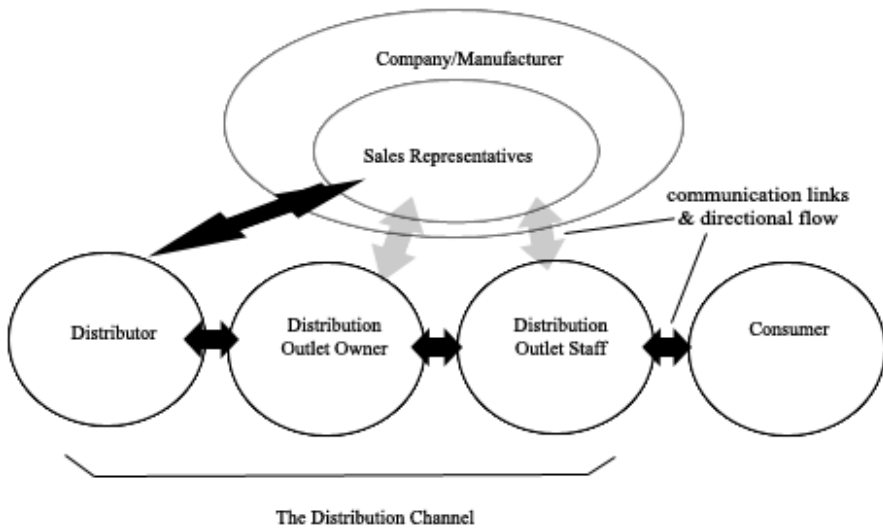 Company/Manufacturer
Sales Representatives
communication links
& directional flow
Distributor
Distribution
Outlet Owner
Distribution
Outlet Staff
Consumer
The Distribution Channel